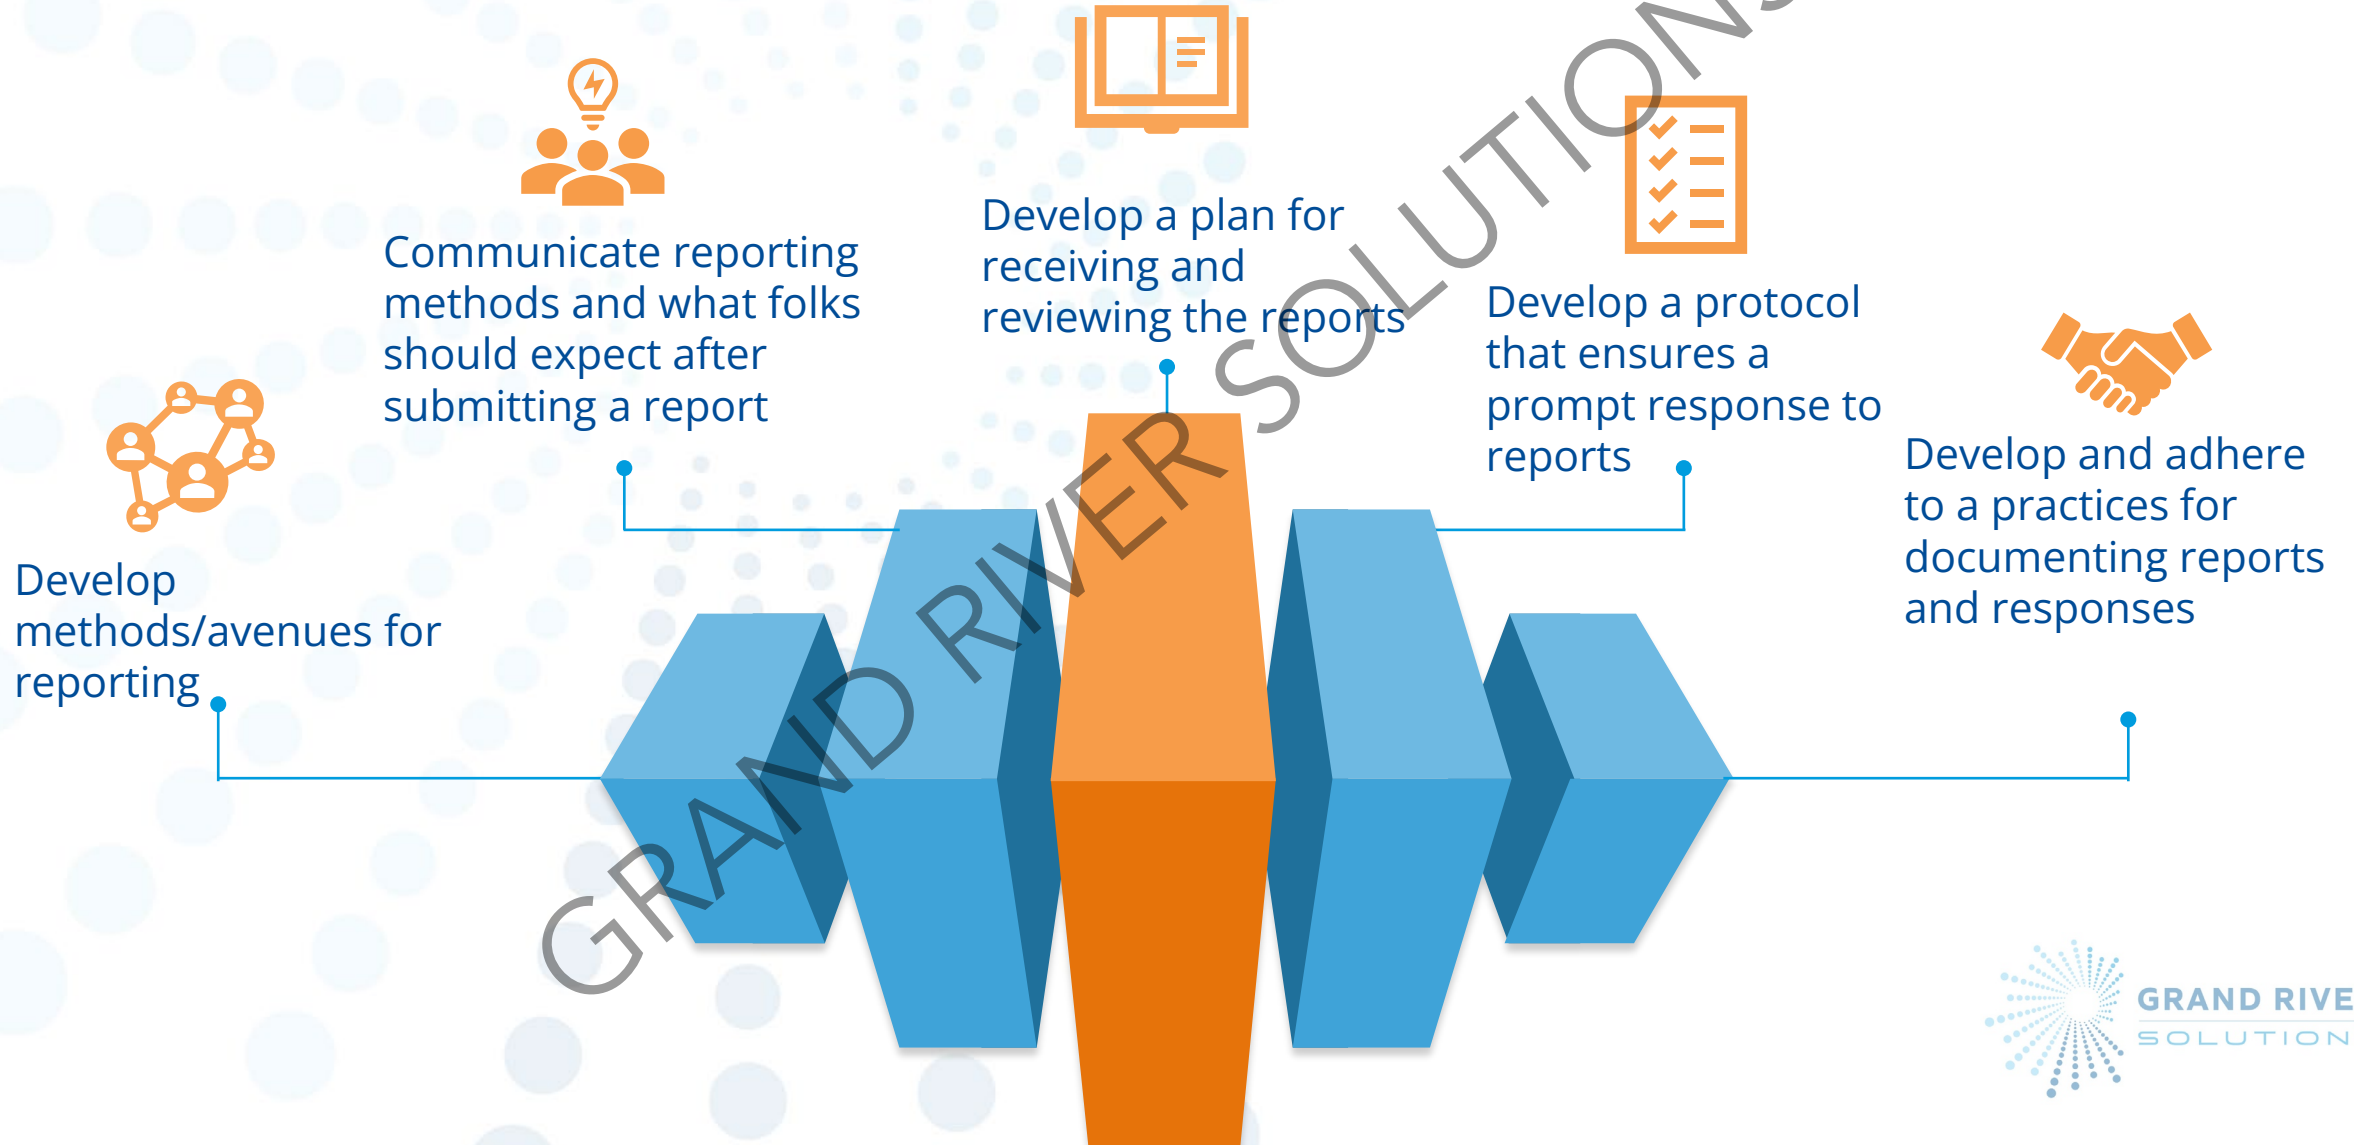 Develop
methods/avenues for
reporting
Communicate reporting
methods and what folks
should expect after
submitting a report
Develop a plan for
receiving and
reviewing the reports
Develop a protocol
that ensures a
prompt response to
reports
Develop and adhere
to a practices for
documenting reports
and responses
GRAND RIVER SOLUTIONS
GRAND RIVE
SOLUTION